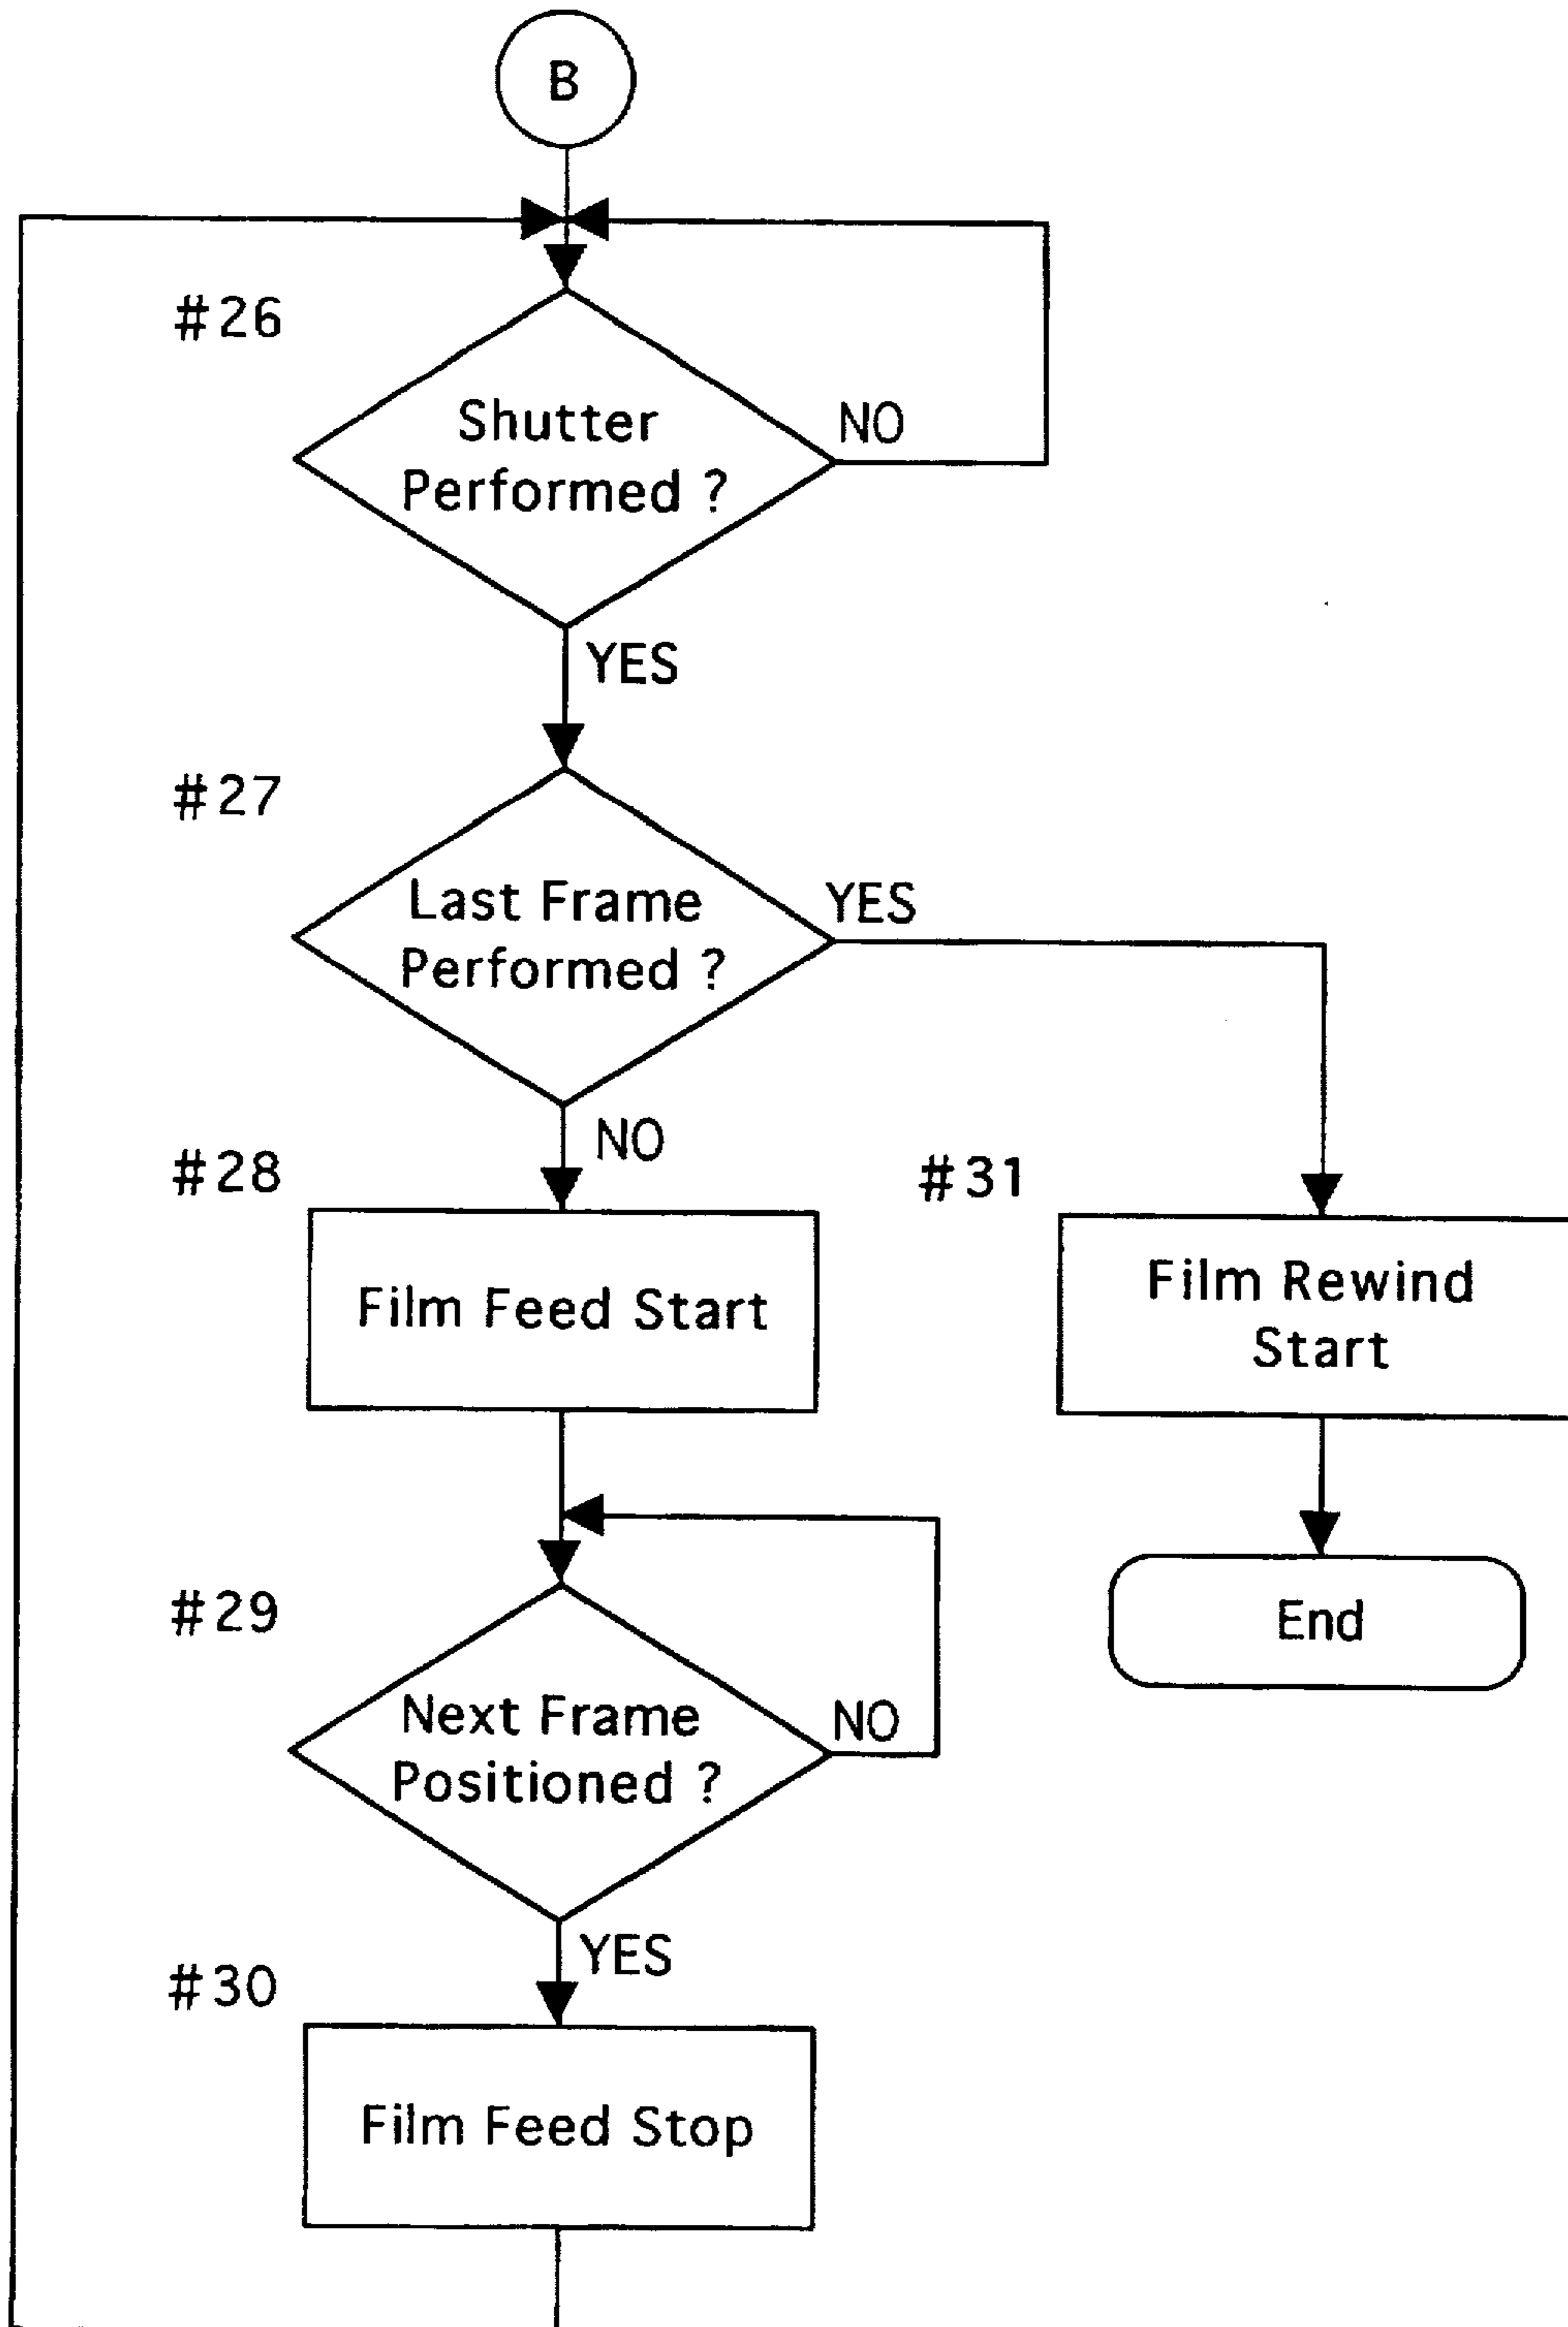 B
#26
Shutter
Performed ?
NO
YES
#27
Last Frame
Performed ?
YES
NO
#28
Film Feed Start
#31
Film Rewind
Start
#29
Next Frame
Positioned ?
NO
End
YES
#30
Film Feed Stop